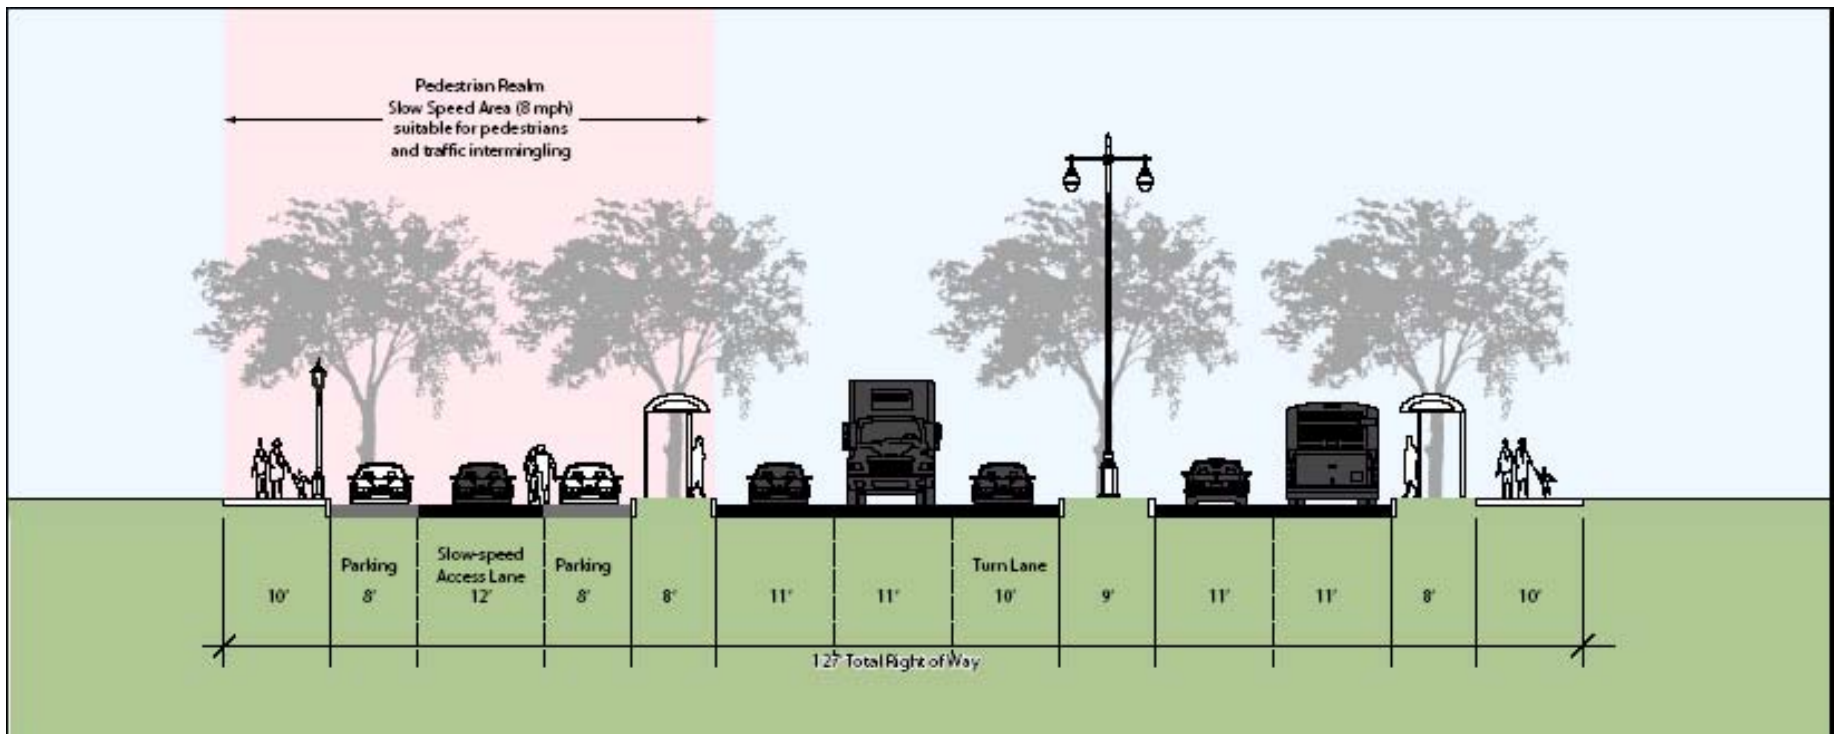 Pedestrian Realm
Slow Speed Area (8 mph)
suitable for pedestrians
and traffic intermingling
Parking
Slow-speed
Access Lane
Parking
Turn Lane
10' 8' 12' 8' 8' 11' 11' 10' 9' 11' 11' 8' 10'
127 Total Right of Way